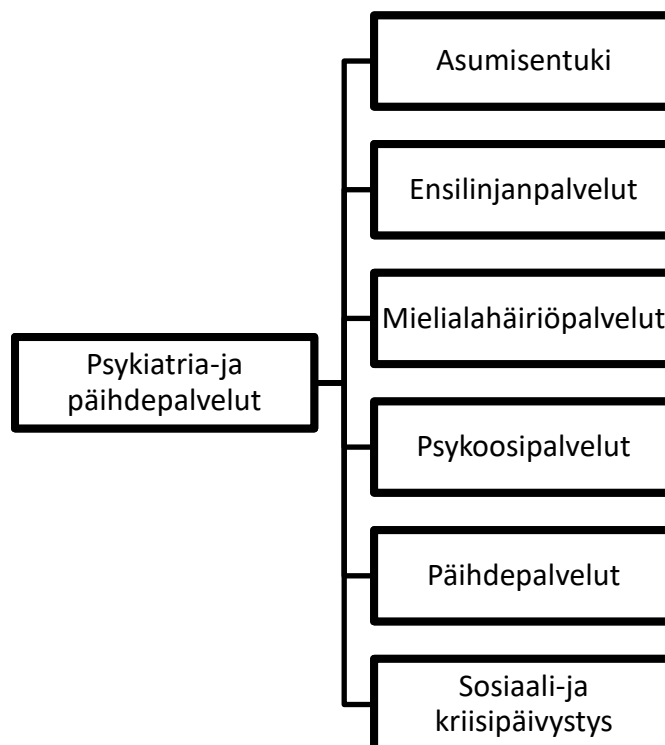 Asumisentuki
Ensilinjanpalvelut
Mielialahäiriöpalvelut
Psykiatria-ja
päihdepalvelut
Psykoosipalvelut
Päihdepalvelut
Sosiaali-ja
kriisipäivystys